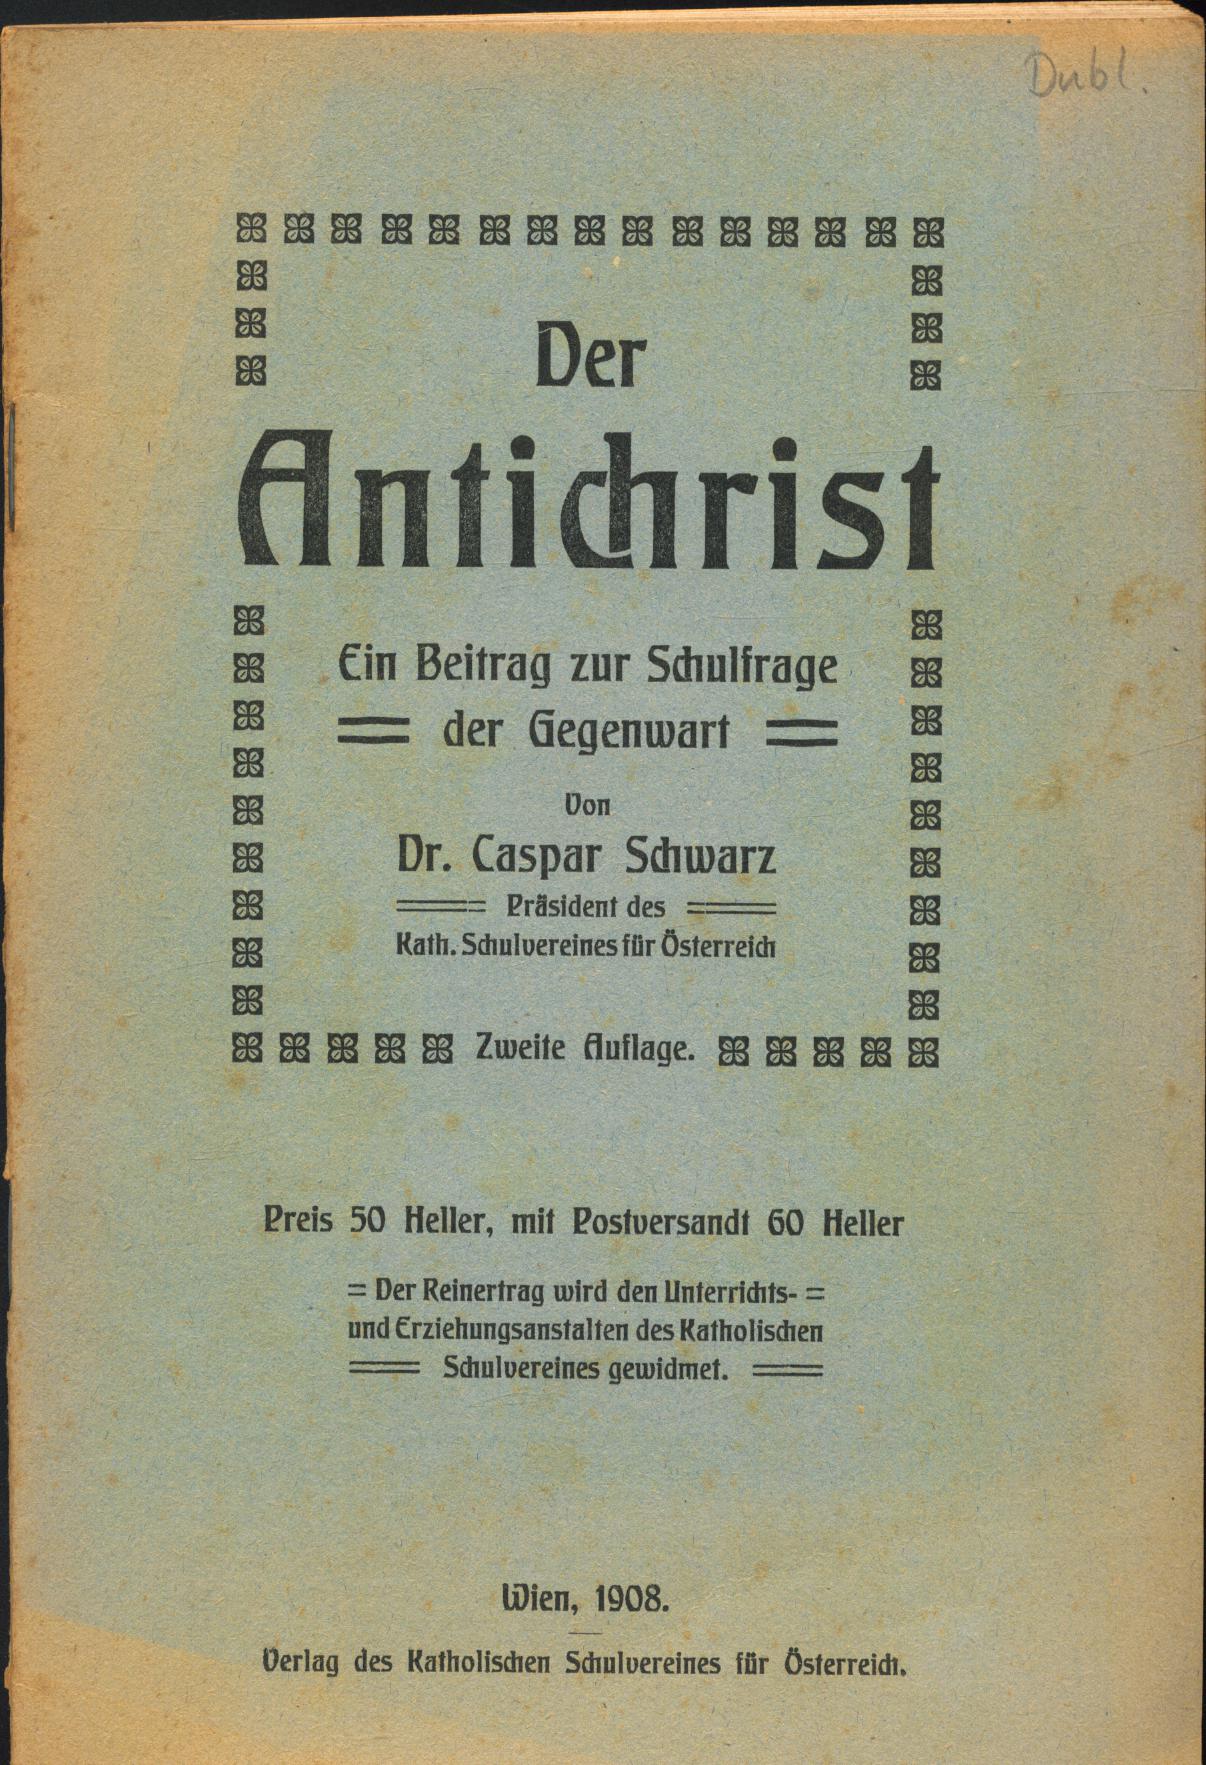 Dubl.
Der
Antichrist
Ein Beitrag zur Schulfrage
der Gegenwart
Von
Dr. Caspar Schwarz
Präsident des
Kath. Schulvereines für Österreich
Zweite Auflage.
Preis 50 Heller, mit Postversandt 60 Heller
= Der Reinertrag wird den Unterrichts- =
und Erziehungsanstalten des Katholischen
Schulvereines gewidmet.
Wien, 1908.
Verlag des Katholischen Schulvereines für Österreich.